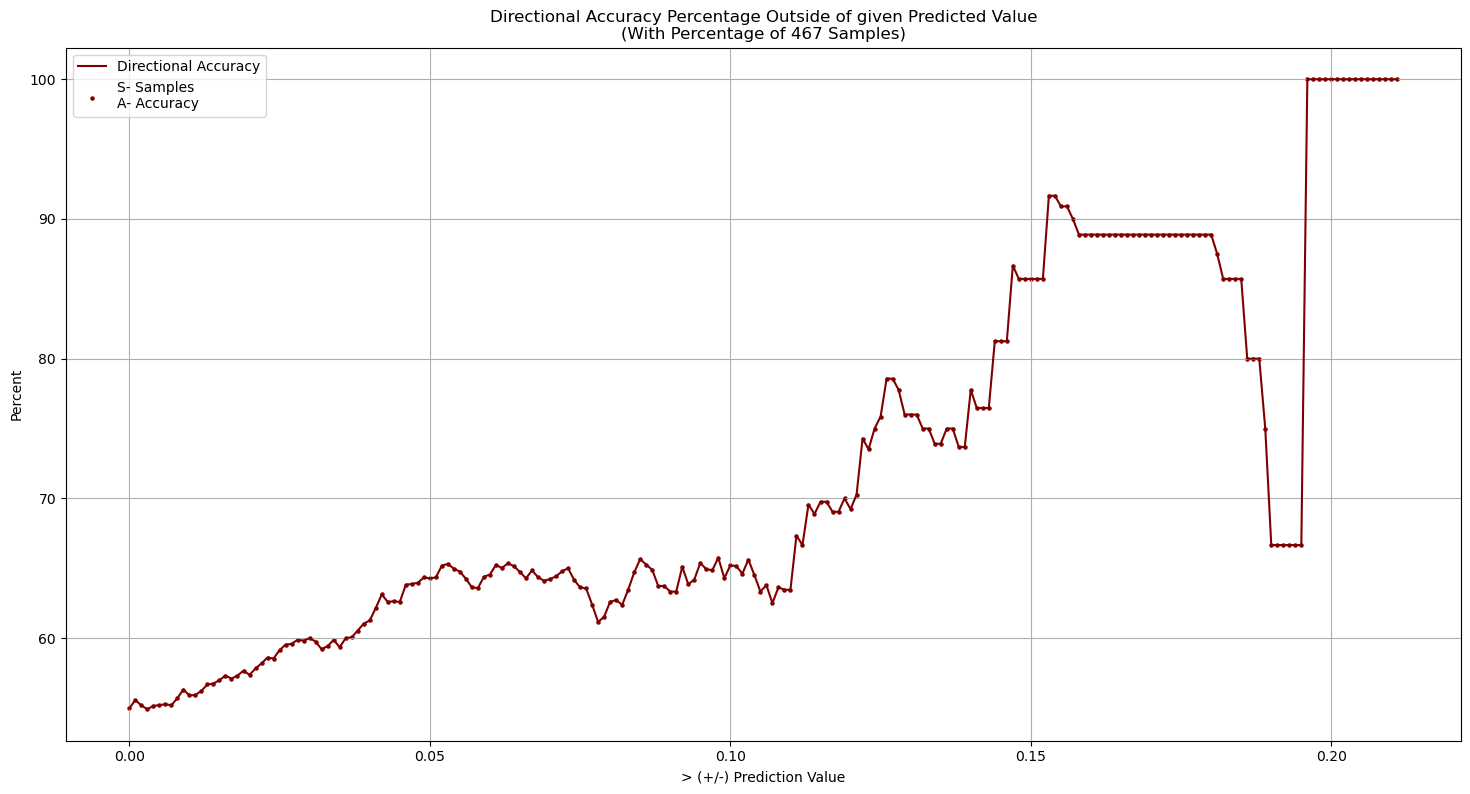 Directional Accuracy Percentage Outside of given Predicted Value
(With Percentage of 467 Samples)
Directional Accuracy
S- Samples
A- Accuracy
100
90
80
70
60
Percent
0.00
0.05
0.10
0.15
0.20
> (+/-) Prediction Value